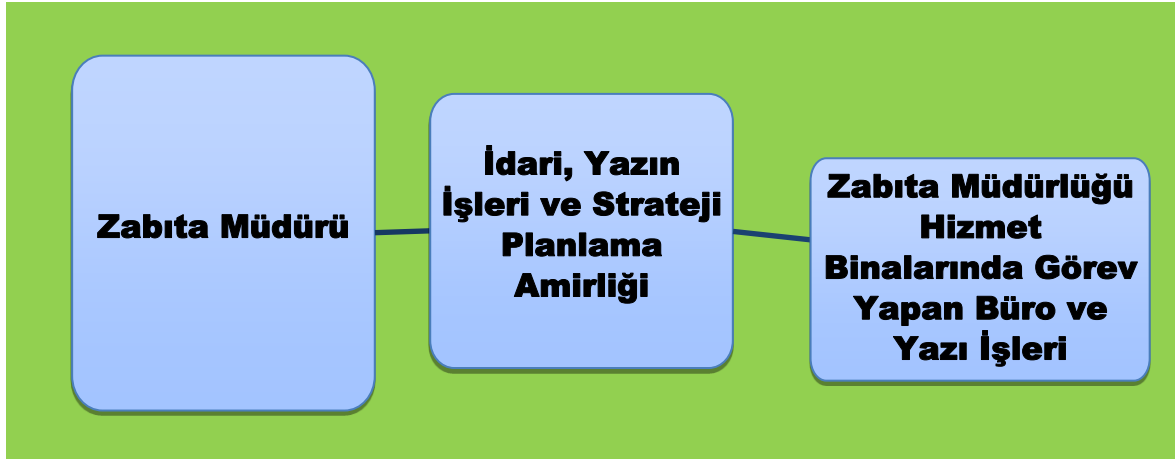 Zabıta Müdürü
İdari, Yazın
İşleri ve Strateji
Planlama
Amirliği
Zabıta Müdürlüğü
Hizmet
Binalarında Görev
Yapan Büro ve
Yazı İşleri